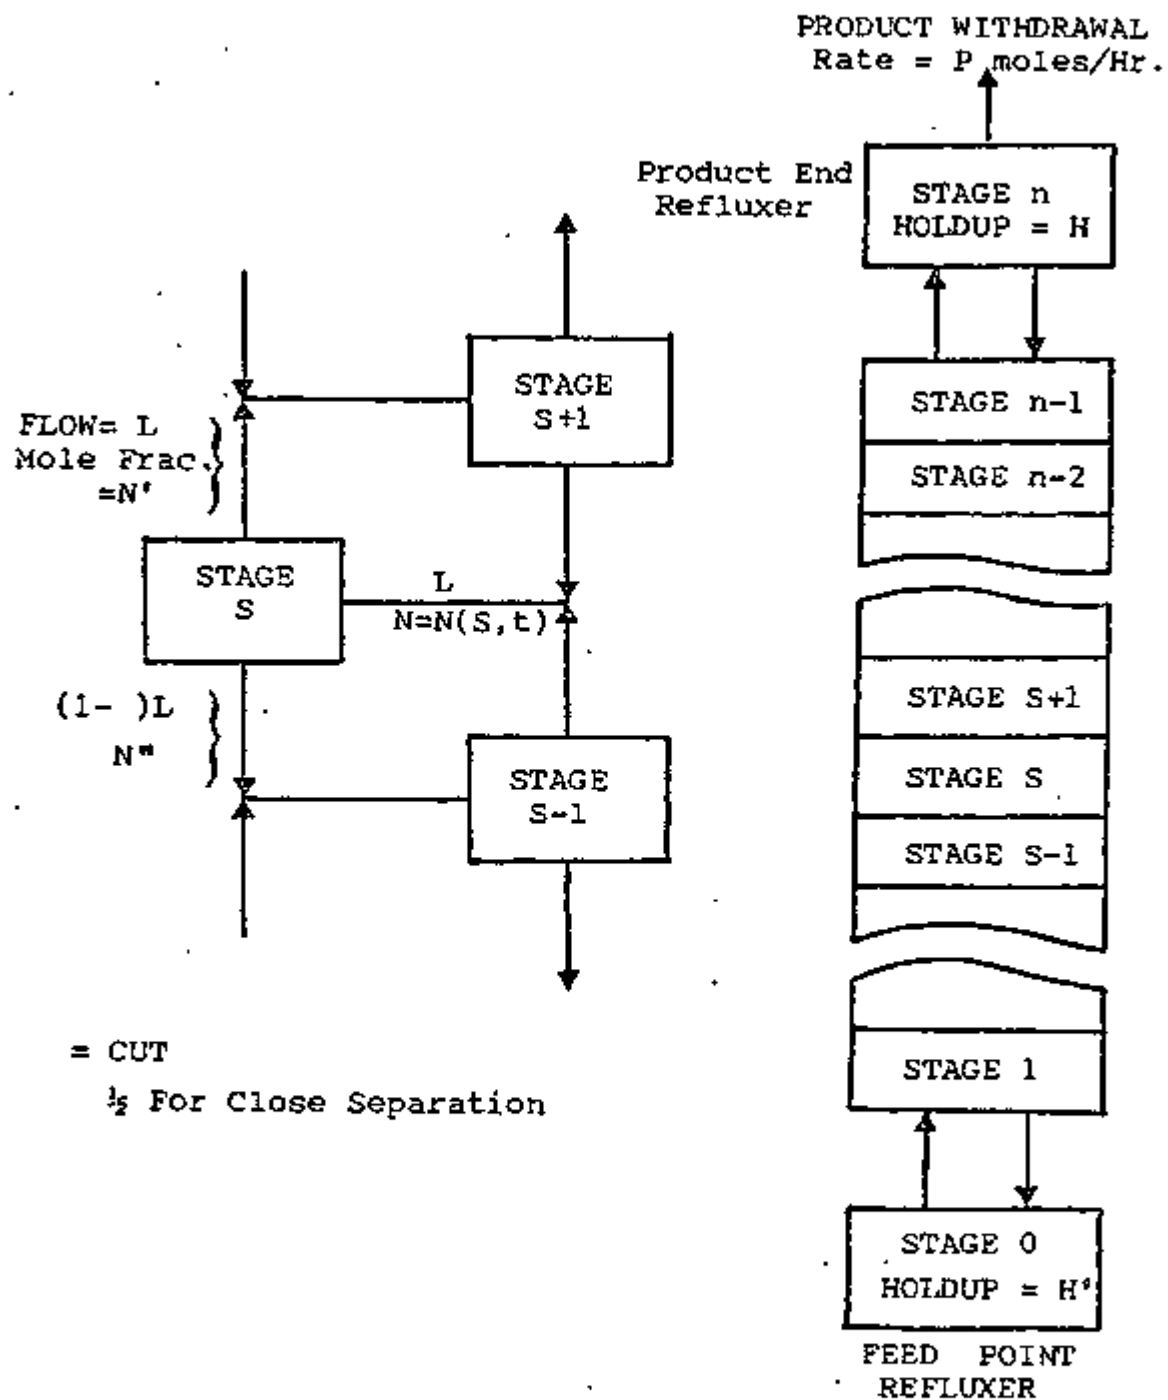 PRODUCT WITHDRAWAL
Rate = P moles/Hr.
Product End
Refluxer
STAGE n
HOLDUP = H
STAGE n-1
STAGE n-2
STAGE S+1
STAGE S
STAGE S-1
STAGE 1
STAGE 0
HOLDUP = H'
FEED POINT
REFLUXER
STAGE
S+1
FLOW= L
Mole Frac.
=N'
STAGE
S
L
N=N(S,t)
(1- )L
N"
STAGE
S-1
= CUT
½ For Close Separation